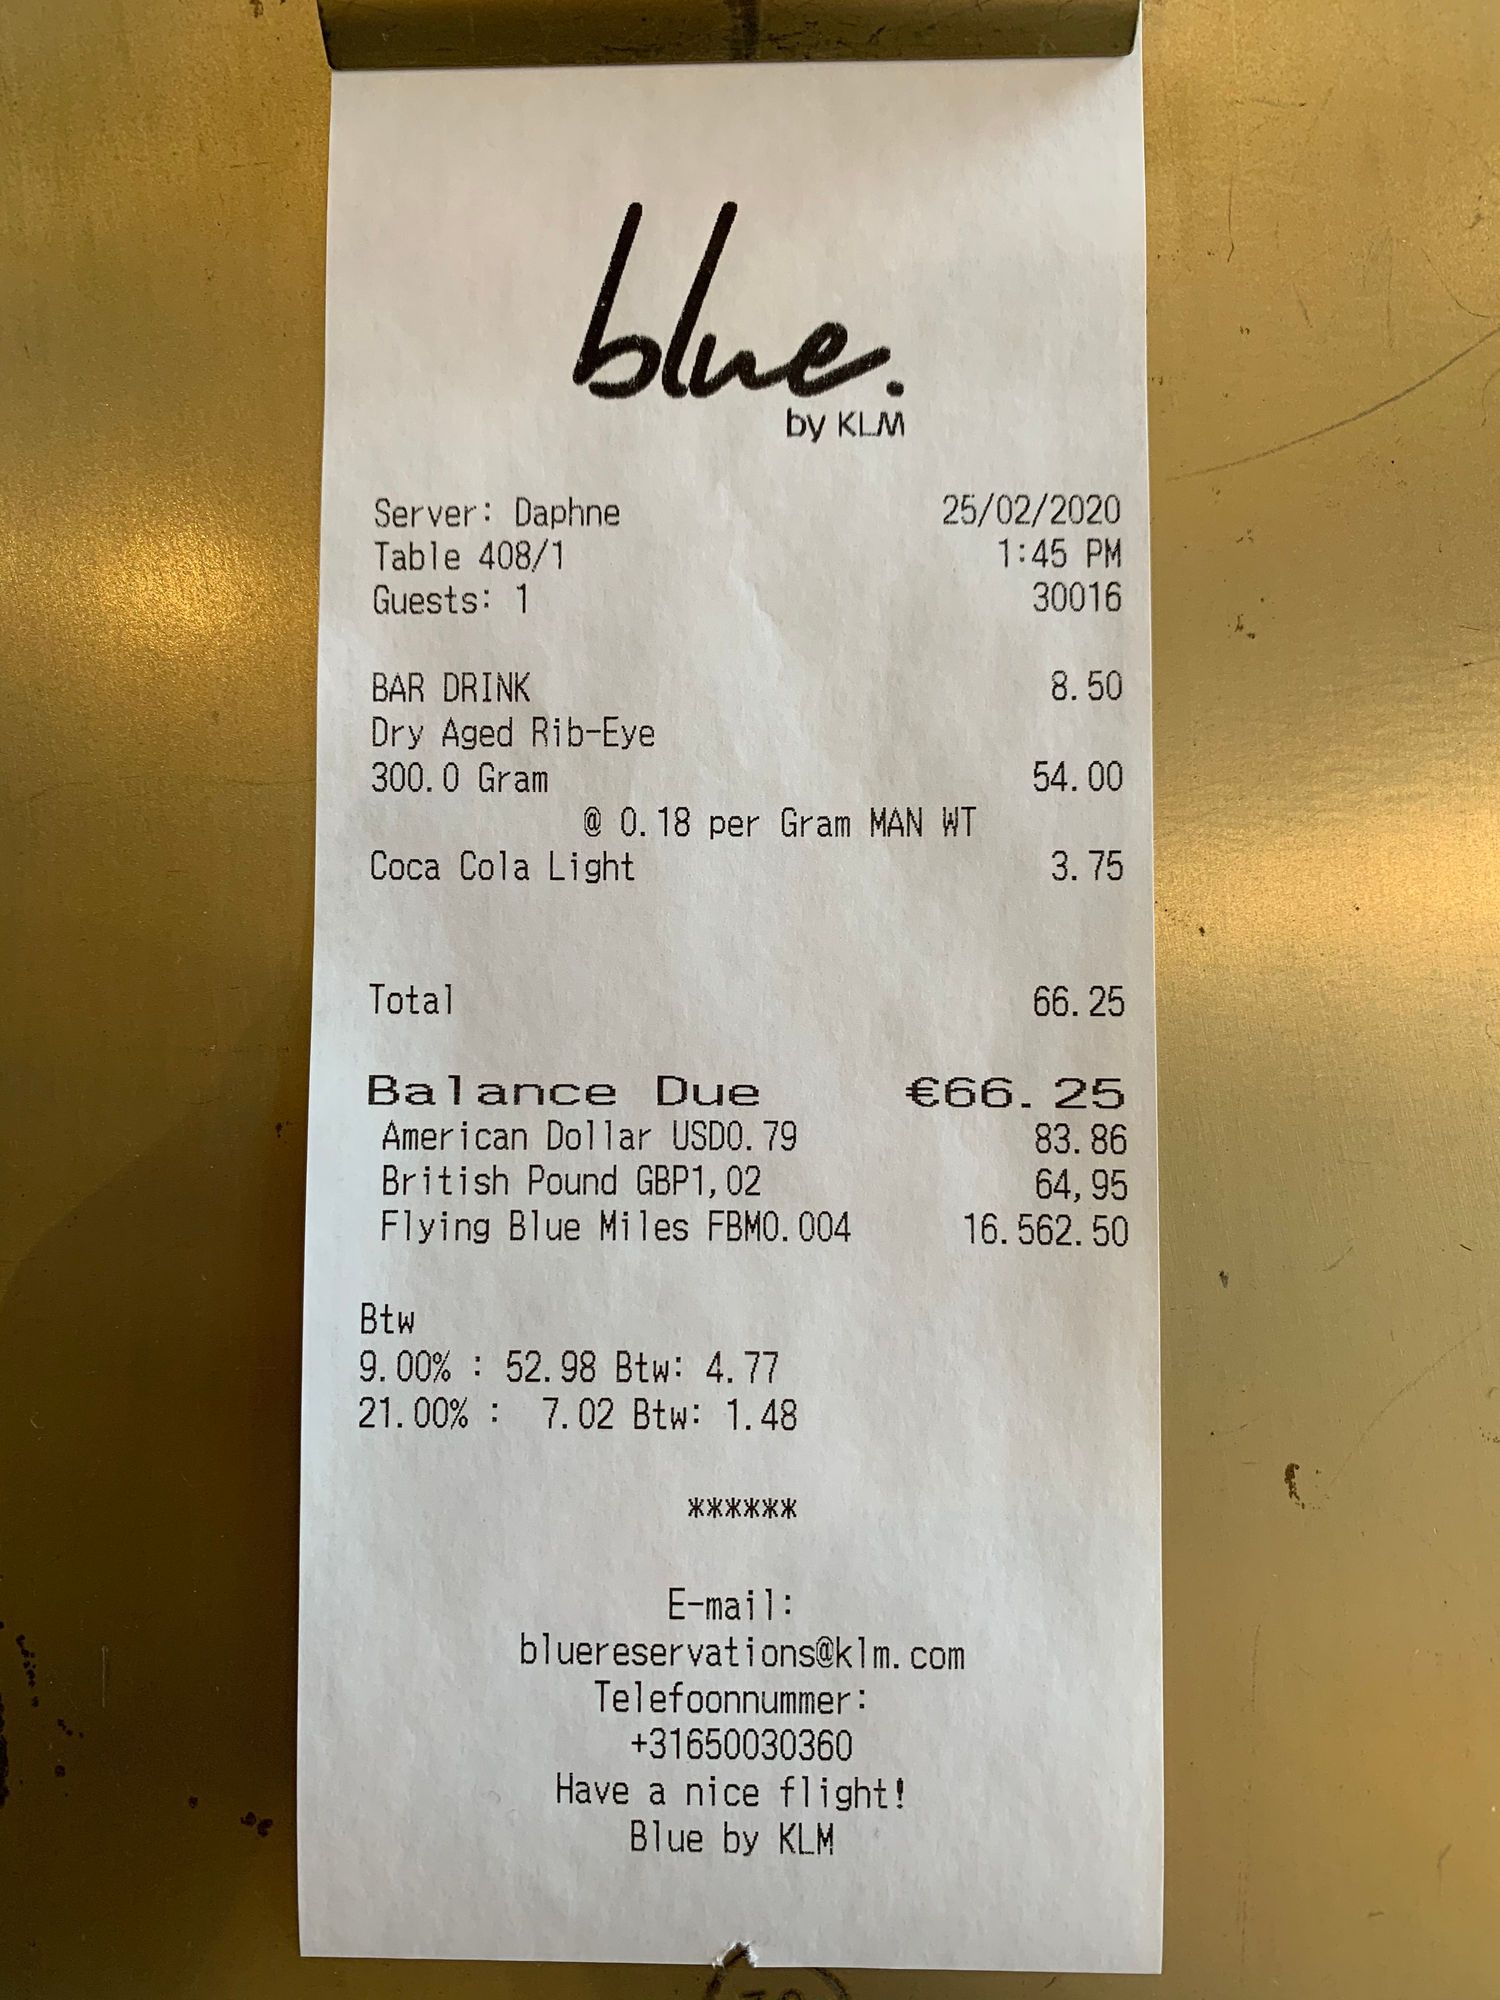 blue.
by KLM
Server: Daphne 25/02/2020
Table 408/1 1:45 PM
Guests: 1 30016
BAR DRINK 8.50
Dry Aged Rib-Eye
300.0 Gram 54.00
@ 0.18 per Gram MAN WT
Coca Cola Light 3.75
Total 66.25
Balance Due €66.25
American Dollar USD0.79 83.86
British Pound GBP1,02 64,95
Flying Blue Miles FBM0.004 16.562.50
Btw
9.00% : 52.98 Btw: 4.77
21.00% : 7.02 Btw: 1.48
******
E-mail:
bluereservations@klm.com
Telefoonnummer:
+31650030360
Have a nice flight!
Blue by KLM